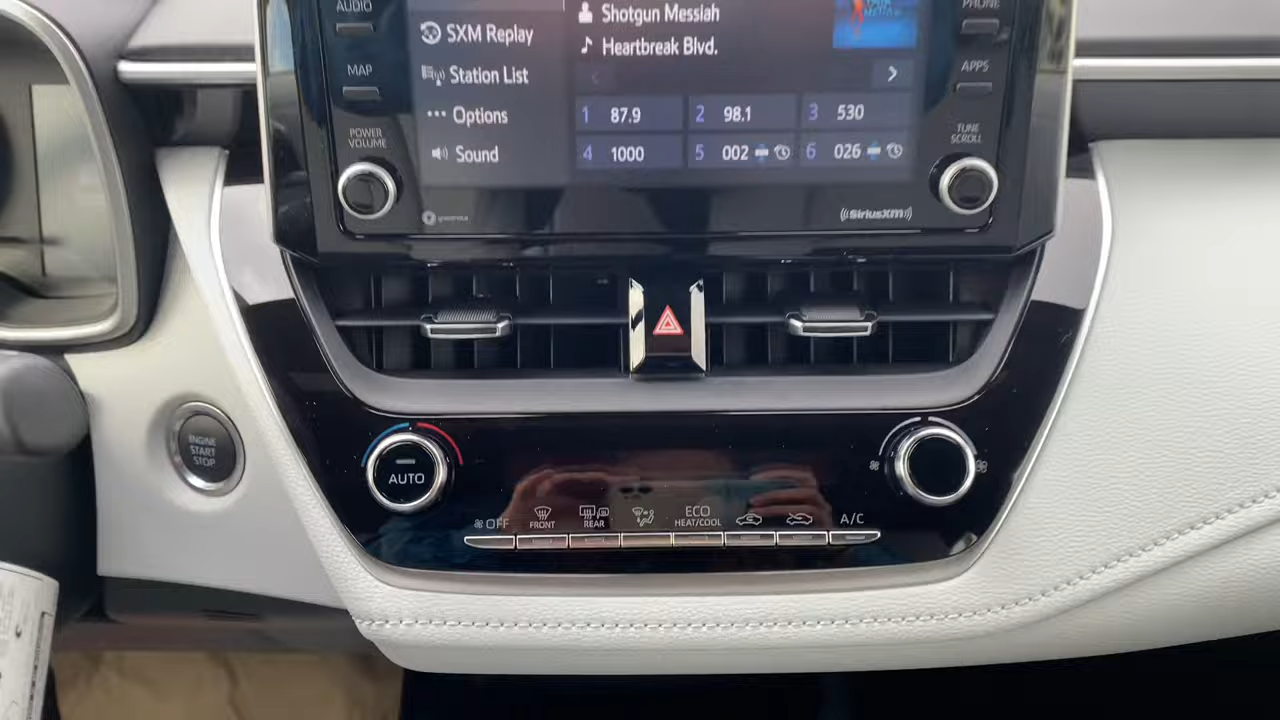 AUDIO
MAP
POWER
VOLUME
SXM Replay
Station List
Options
Sound
Shotgun Messiah
Heartbreak Blvd.
1 87.9
2 98.1
3 530
4 1000
5 002
6 026
gracenote
SiriusXM
PHONE
APPS
TUNE
SCROLL
ENGINE
START
STOP
AUTO
OFF
FRONT
REAR
ECO
HEAT/COOL
A/C